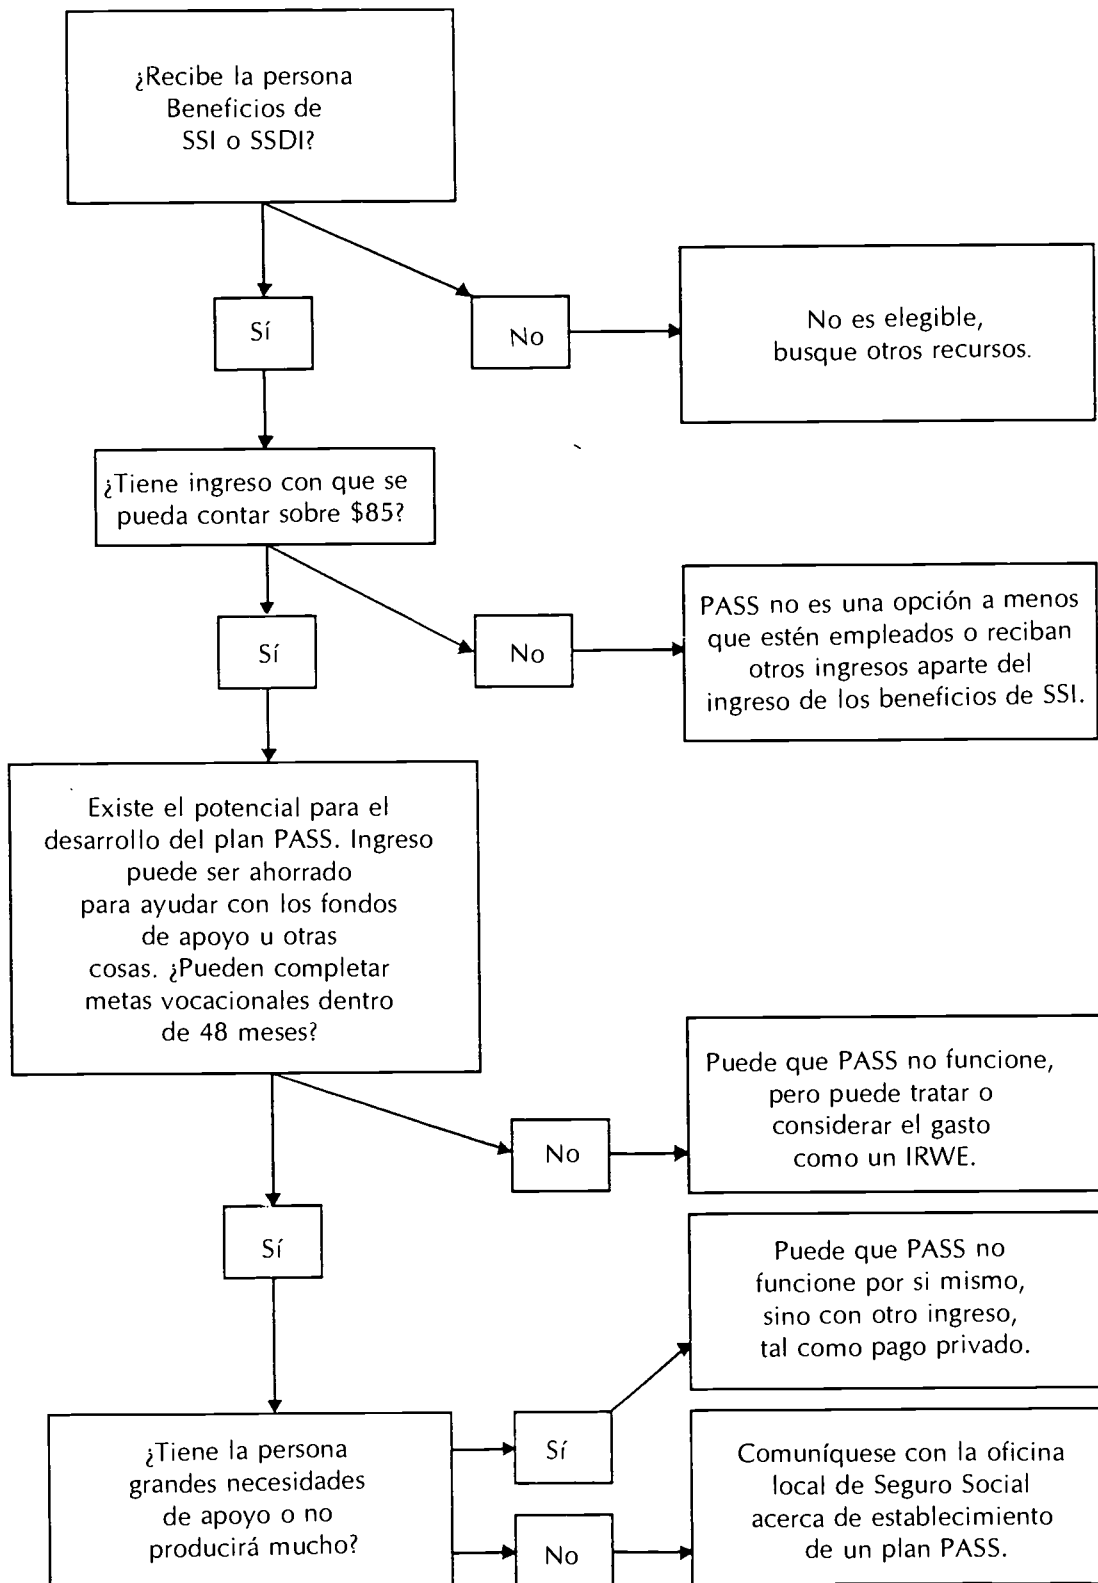 ¿Recibe la persona
Beneficios de
SSI o SSDI?
Sí
No
No es elegible,
busque otros recursos.
¿Tiene ingreso con que se
pueda contar sobre $85?
Sí
No
PASS no es una opción a menos
que estén empleados o reciban
otros ingresos aparte del
ingreso de los beneficios de SSI.
Existe el potencial para el
desarrollo del plan PASS. Ingreso
puede ser ahorrado
para ayudar con los fondos
de apoyo u otras
cosas. ¿Pueden completar
metas vocacionales dentro
de 48 meses?
No
Puede que PASS no funcione,
pero puede tratar o
considerar el gasto
como un IRWE.
Sí
Puede que PASS no
funcione por si mismo,
sino con otro ingreso,
tal como pago privado.
¿Tiene la persona
grandes necesidades
de apoyo o no
producirá mucho?
Sí
No
Comuníquese con la oficina
local de Seguro Social
acerca de establecimiento
de un plan PASS.